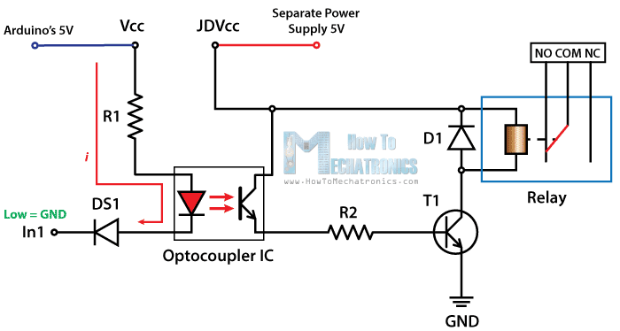 Separate Power
Supply 5V
Arduino's 5V
Vcc
JDVcc
NO COM NC
R1
D1
How To
MECHATRONICS
www.HowToMechatronics.com
i
Relay
DS1
T1
Low = GND
In1
R2
Optocoupler IC
GND